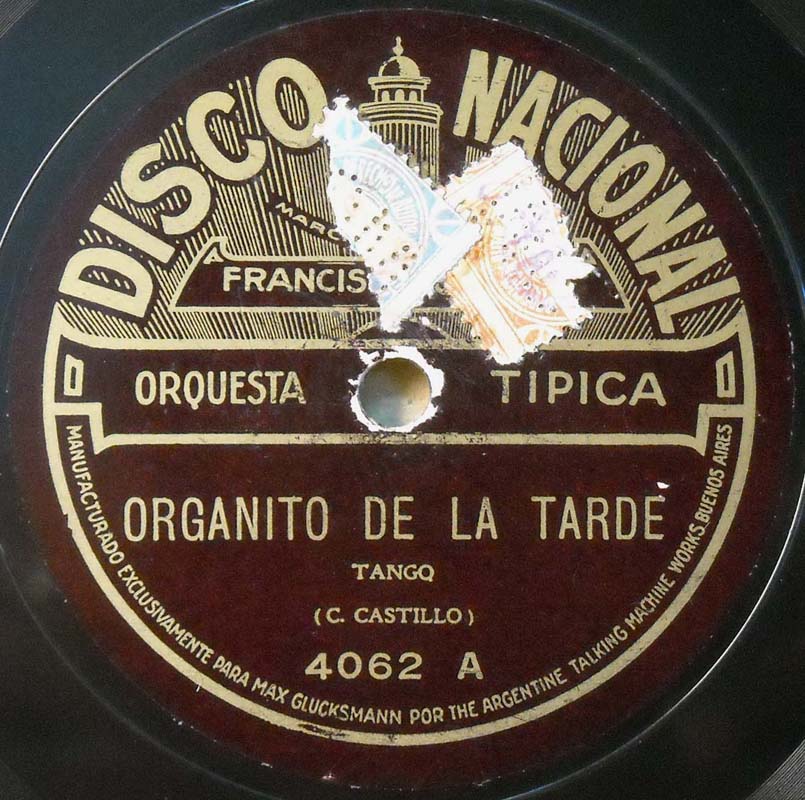 DISCO NACIONAL
FRANCIS
ORQUESTA TIPICA
ORGANITO DE LA TARDE
TANGO
(C. CASTILLO)
4062 A
MANUFACTURADO EXCLUSIVAMENTE PARA MAX GLUCKSMANN POR THE ARGENTINE TALKING MACHINE WORKS, BUENOS AIRES